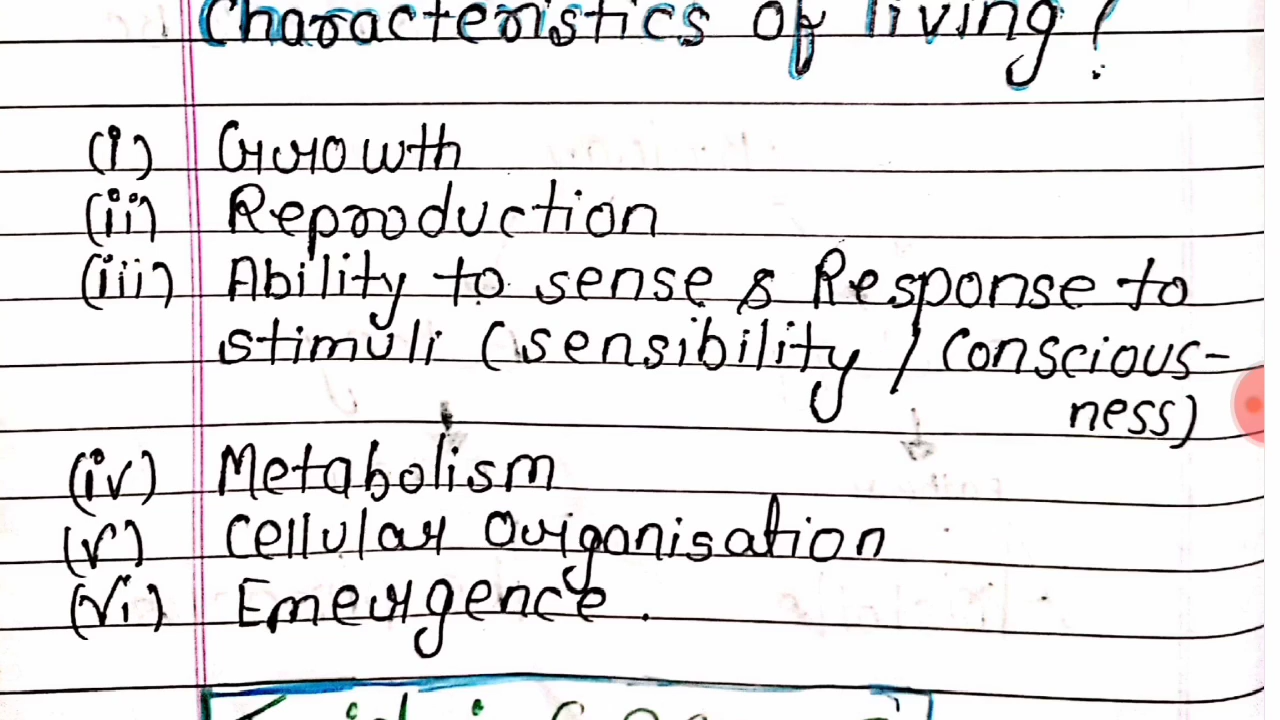 Characteristics of living?
(i) Growth
(ii) Reproduction
(iii) Ability to sense & Response to
stimuli (sensibility / conscious-
ness)
(iv) Metabolism
(v) Cellular Organisation
(vi) Emergence.